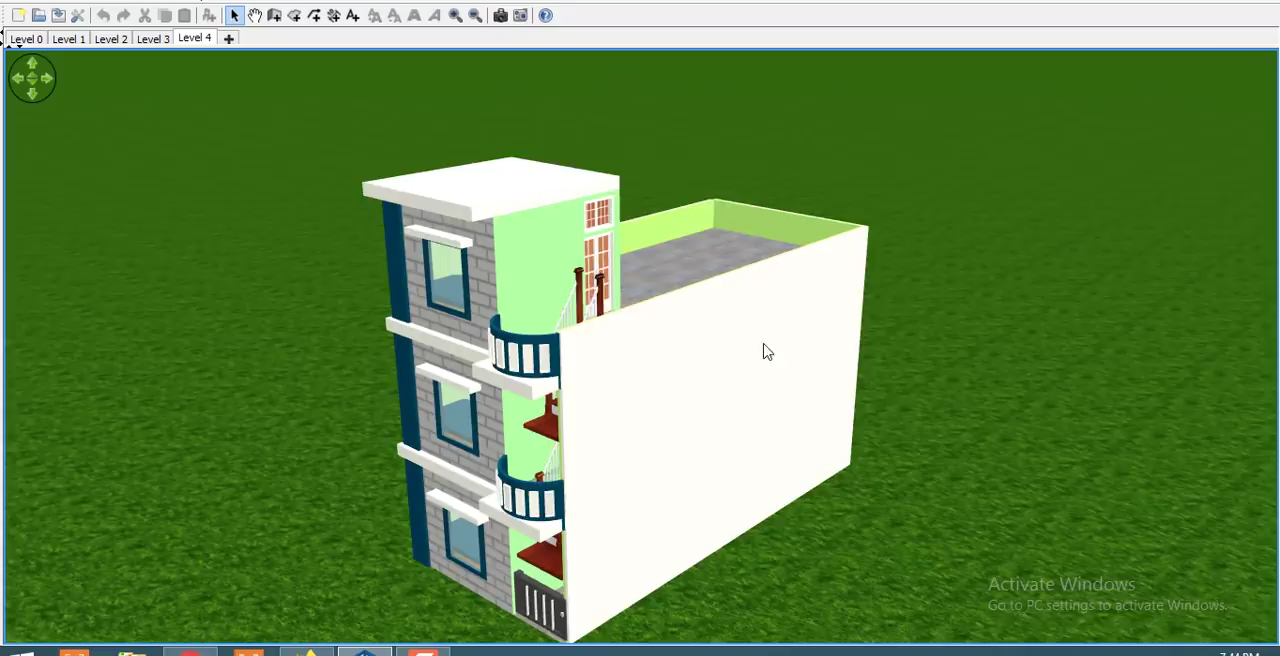 Level 0 Level 1 Level 2 Level 3 Level 4
Activate Windows
Go to PC settings to activate Windows.